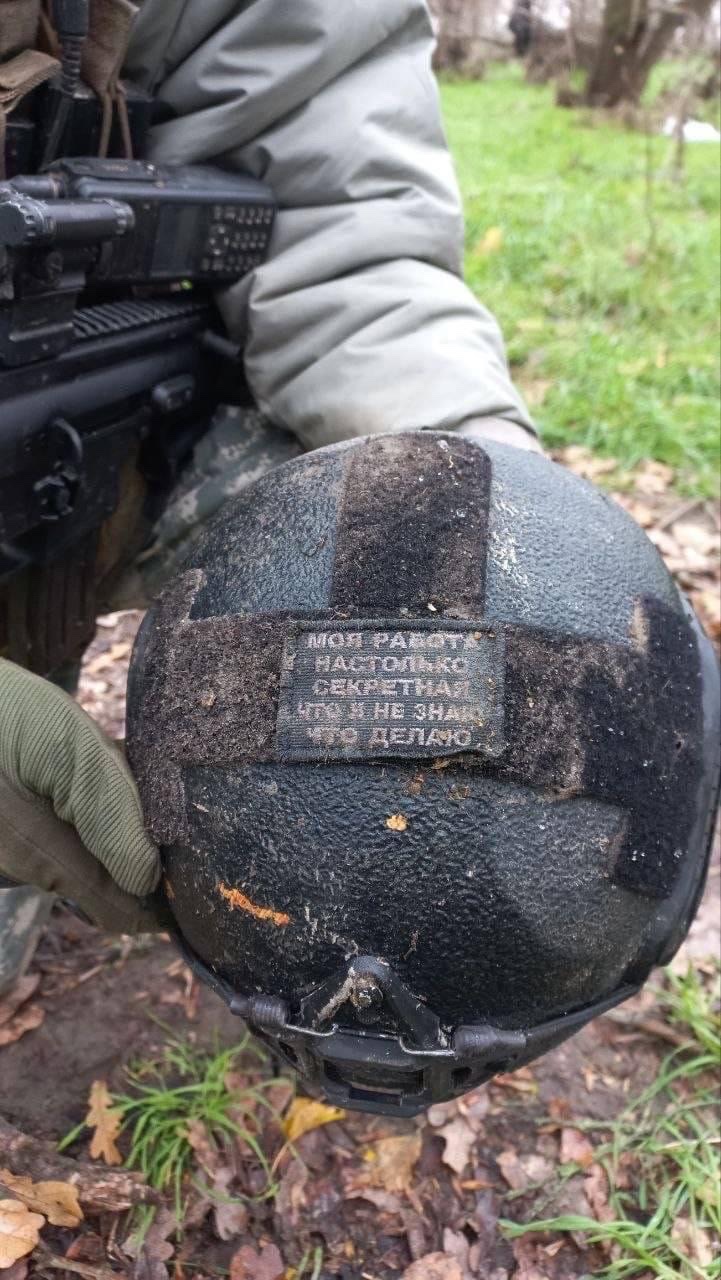 МОЯ РАБОТА
НАСТОЛЬКО
СЕКРЕТНАЯ
ЧТО Я НЕ ЗНАЮ
ЧТО ДЕЛАЮ